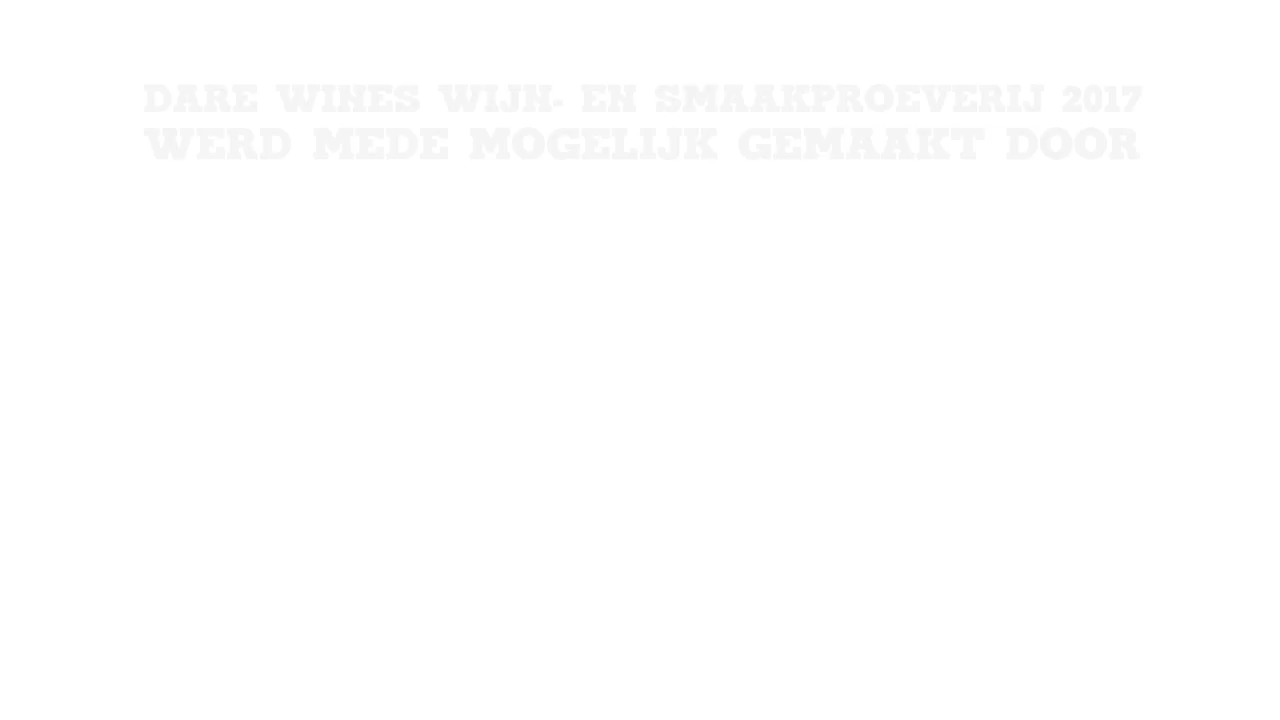 DARE WINES WIJN- EN SMAAKPROEVERIJ 2017
WERD MEDE MOGELIJK GEMAAKT DOOR